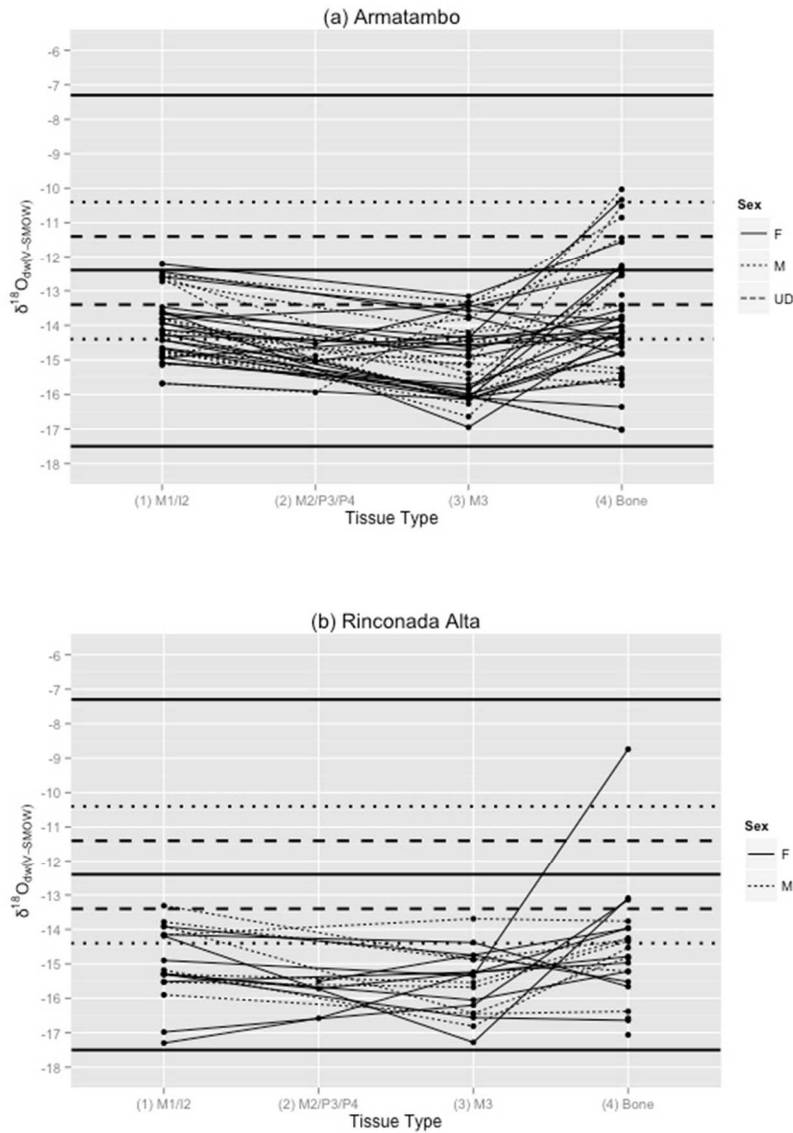 (a) Armatambo
-6
-7
-8
-9
-10
-11
-12
-13
-14
-15
-16
-17
-18
δ18Odw(V−SMOW)
(1) M1/I2 (2) M2/P3/P4 (3) M3 (4) Bone
Tissue Type
Sex
F
M
UD
(b) Rinconada Alta
-6
-7
-8
-9
-10
-11
-12
-13
-14
-15
-16
-17
-18
δ18Odw(V−SMOW)
(1) M1/I2 (2) M2/P3/P4 (3) M3 (4) Bone
Tissue Type
Sex
F
M